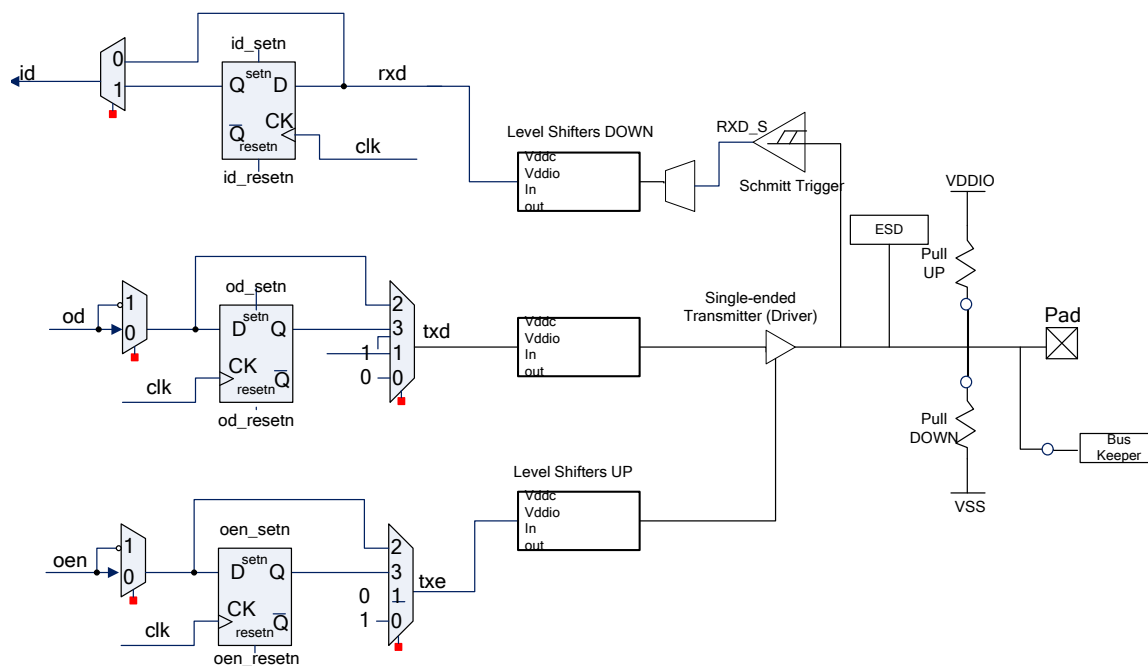 id
0
1
id_setn
setn
Q D
CK
Q
resetn
id_resetn
rxd
clk
Level Shifters DOWN
Vddc
Vddio
In
out
RXD_S
Schmitt Trigger
ESD
VDDIO
Pull
UP
Pad
od
1
0
clk
od_setn
setn
D Q
CK
Q
resetn
od_resetn
2
3
1 1
0 0
txd
Vddc
Vddio
In
out
Single-ended
Transmitter (Driver)
Pull
DOWN
VSS
Bus
Keeper
oen
1
0
clk
oen_setn
setn
D Q
CK
Q
resetn
oen_resetn
2
3
0 1
1 0
txe
Level Shifters UP
Vddc
Vddio
In
out